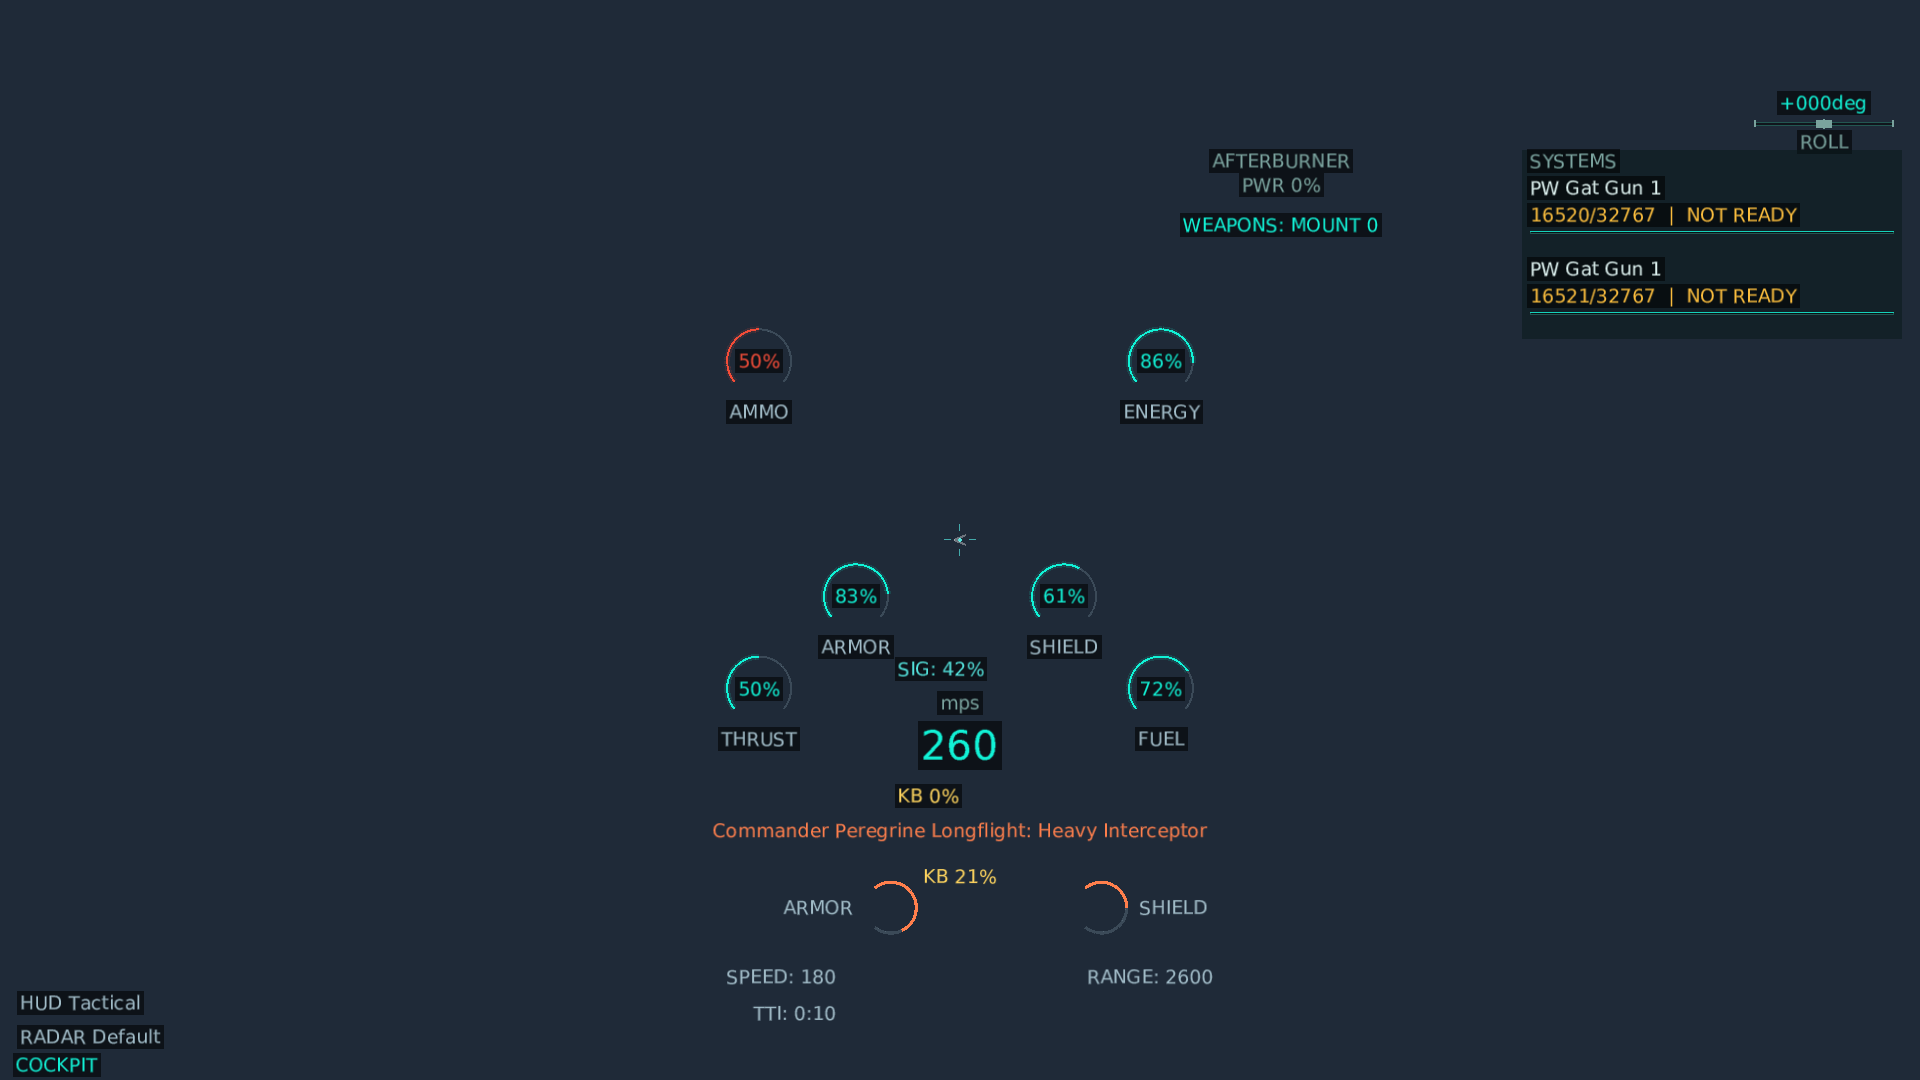 +000deg
ROLL
AFTERBURNER
PWR 0%
WEAPONS: MOUNT 0
SYSTEMS
PW Gat Gun 1
16520/32767 | NOT READY
PW Gat Gun 1
16521/32767 | NOT READY
50%
AMMO
86%
ENERGY
83%
ARMOR
61%
SHIELD
SIG: 42%
50%
THRUST
mps
260
72%
FUEL
KB 0%
Commander Peregrine Longflight: Heavy Interceptor
KB 21%
ARMOR
SHIELD
SPEED: 180
RANGE: 2600
TTI: 0:10
HUD Tactical
RADAR Default
COCKPIT